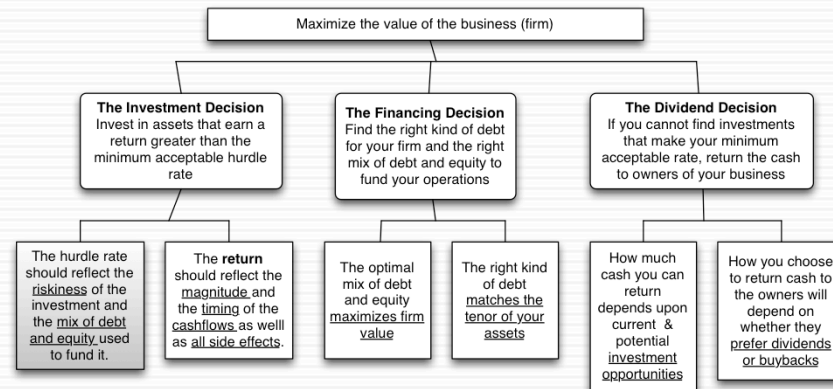 Maximize the value of the business (firm)
The Investment Decision
Invest in assets that earn a
return greater than the
minimum acceptable hurdle
rate
The Financing Decision
Find the right kind of debt
for your firm and the right
mix of debt and equity to
fund your operations
The Dividend Decision
If you cannot find investments
that make your minimum
acceptable rate, return the cash
to owners of your business
The hurdle rate
should reflect the
riskiness of the
investment and
the mix of debt
and equity used
to fund it.
The return
should reflect the
magnitude and
the timing of the
cashflows as welll
as all side effects.
The optimal
mix of debt
and equity
maximizes firm
value
The right kind
of debt
matches the
tenor of your
assets
How much
cash you can
return
depends upon
current &
potential
investment
opportunities
How you choose
to return cash to
the owners will
depend on
whether they
prefer dividends
or buybacks